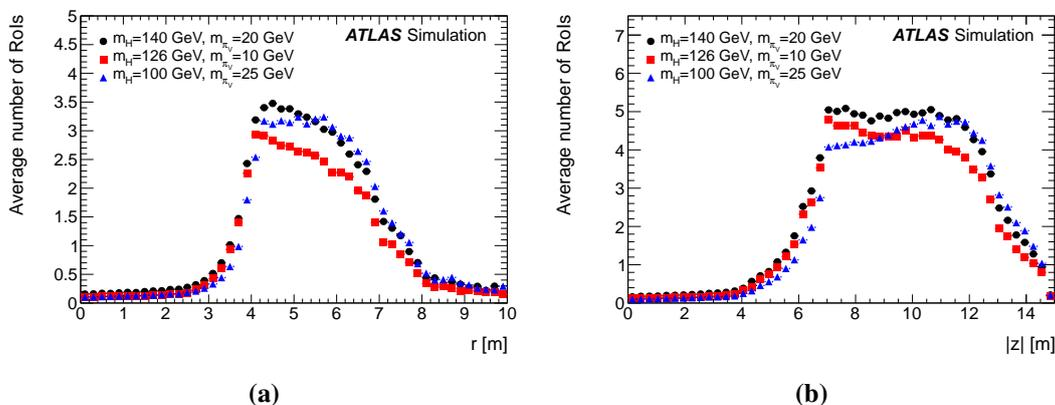 Average number of RoIs
5
4.5
4
3.5
3
2.5
2
1.5
1
0.5
0
m_H=140 GeV, m_πv=20 GeV
m_H=126 GeV, m_πv=10 GeV
m_H=100 GeV, m_πv=25 GeV
ATLAS Simulation
0 1 2 3 4 5 6 7 8 9 10
r [m]
(a)
Average number of RoIs
7
6
5
4
3
2
1
0
m_H=140 GeV, m_πv=20 GeV
m_H=126 GeV, m_πv=10 GeV
m_H=100 GeV, m_πv=25 GeV
ATLAS Simulation
0 2 4 6 8 10 12 14
|z| [m]
(b)